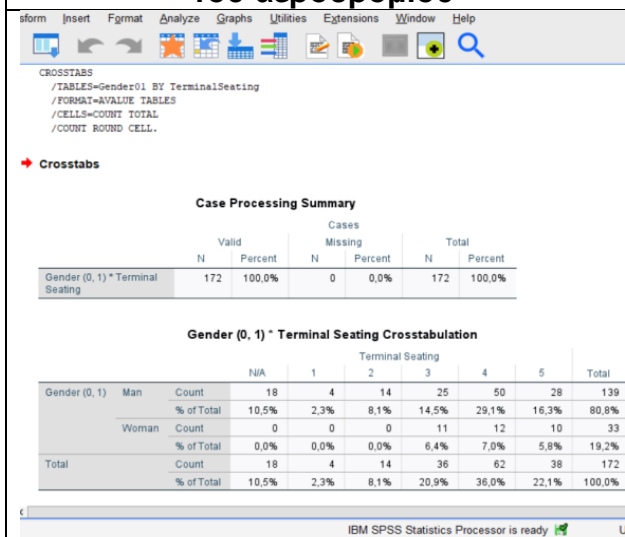 sform Insert Format Analyze Graphs Utilities Extensions Window Help
CROSSTABS
/TABLES=Gender01 BY TerminalSeating
/FORMAT=AVALUE TABLES
/CELLS=COUNT TOTAL
/COUNT ROUND CELL.
Crosstabs
Case Processing Summary
Cases
Valid Missing Total
N Percent N Percent N Percent
Gender (0, 1) * Terminal Seating 172 100,0% 0 0,0% 172 100,0%
Gender (0, 1) * Terminal Seating Crosstabulation
Terminal Seating
N/A 1 2 3 4 5 Total
Gender (0, 1) Man Count 18 4 14 25 50 28 139
% of Total 10,5% 2,3% 8,1% 14,5% 29,1% 16,3% 80,8%
Woman Count 0 0 0 11 12 10 33
% of Total 0,0% 0,0% 0,0% 6,4% 7,0% 5,8% 19,2%
Total Count 18 4 14 36 62 38 172
% of Total 10,5% 2,3% 8,1% 20,9% 36,0% 22,1% 100,0%
IBM SPSS Statistics Processor is ready U